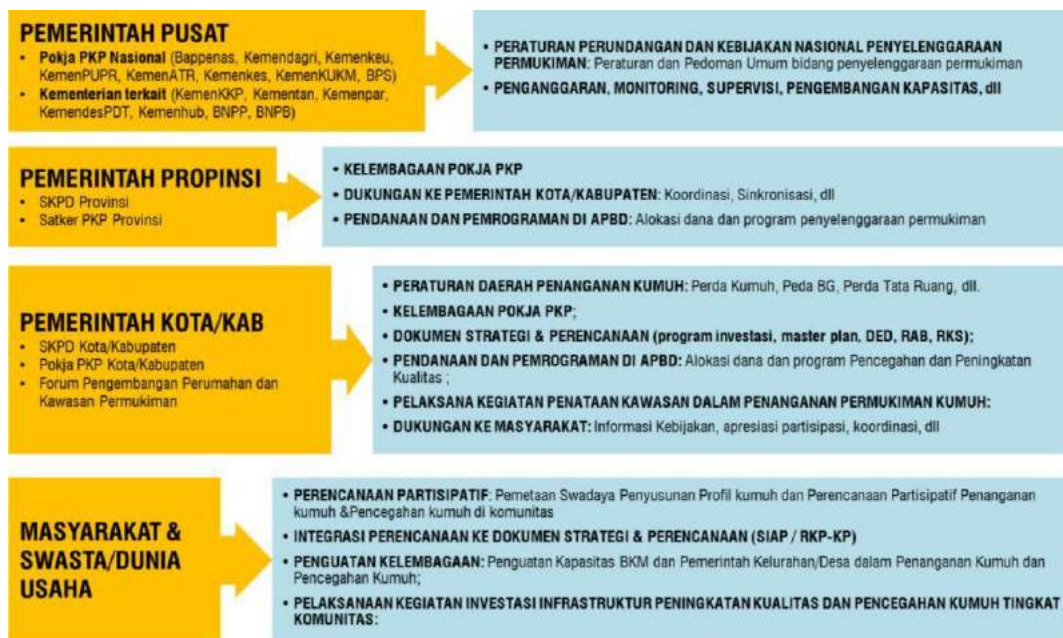 PEMERINTAH PUSAT
• Pokja PKP Nasional (Bappenas, Kemendagri, Kemenkeu,
KemenPUPR, KemenATR, Kemenkes, KemenKUKM, BPS)
• Kementerian terkait (KemenKKP, Kementan, Kemenpar,
KemendesPDT, Kemenhub, BNPP, BNPB)
• PERATURAN PERUNDANGAN DAN KEBIJAKAN NASIONAL PENYELENGGARAAN
PERMUKIMAN: Peraturan dan Pedoman Umum bidang penyelenggaraan permukiman
• PENGANGGARAN, MONITORING, SUPERVISI, PENGEMBANGAN KAPASITAS, dll
PEMERINTAH PROPINSI
• SKPD Provinsi
• Satker PKP Provinsi
• KELEMBAGAAN POKJA PKP
• DUKUNGAN KE PEMERINTAH KOTA/KABUPATEN: Koordinasi, Sinkronisasi, dll
• PENDANAAN DAN PEMROGRAMAN DI APBD: Alokasi dana dan program penyelenggaraan permukiman
PEMERINTAH KOTA/KAB
• SKPD Kota/Kabupaten
• Pokja PKP Kota/Kabupaten
• Forum Pengembangan Perumahan dan
Kawasan Permukiman
• PERATURAN DAERAH PENANGANAN KUMUH: Perda Kumuh, Peda BG, Perda Tata Ruang, dll.
• KELEMBAGAAN POKJA PKP;
• DOKUMEN STRATEGI & PERENCANAAN (program investasi, master plan, DED, RAB, RKS);
• PENDANAAN DAN PEMROGRAMAN DI APBD: Alokasi dana dan program Pencegahan dan Peningkatan
Kualitas ;
• PELAKSANA KEGIATAN PENATAAN KAWASAN DALAM PENANGANAN PERMUKIMAN KUMUH:
• DUKUNGAN KE MASYARAKAT: Informasi Kebijakan, apresiasi partisipasi, koordinasi, dll
MASYARAKAT &
SWASTA/DUNIA
USAHA
• PERENCANAAN PARTISIPATIF: Pemetaan Swadaya Penyusunan Profil kumuh dan Perencanaan Partisipatif Penanganan
kumuh &Pencegahan kumuh di komunitas
• INTEGRASI PERENCANAAN KE DOKUMEN STRATEGI & PERENCANAAN (SIAP / RKP-KP)
• PENGUATAN KELEMBAGAAN: Penguatan Kapasitas BKM dan Pemerintah Kelurahan/Desa dalam Penanganan Kumuh dan
Pencegahan Kumuh;
• PELAKSANAAN KEGIATAN INVESTASI INFRASTRUKTUR PENINGKATAN KUALITAS DAN PENCEGAHAN KUMUH TINGKAT
KOMUNITAS: